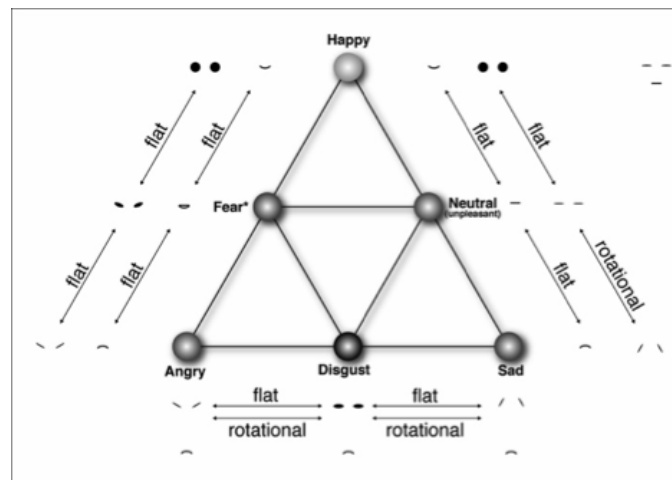 Happy
flat
flat
flat
flat
Fear*
Neutral
(unpleasant)
flat
flat
flat
rotational
Angry
Disgust
Sad
flat
flat
rotational
rotational